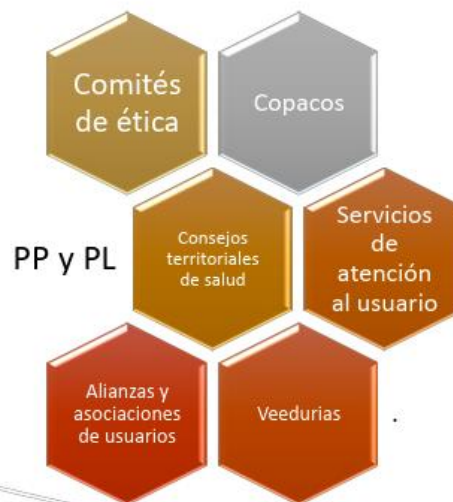 Comités
de ética
Copacos
PP y PL
Consejos
territoriales
de salud
Servicios
de
atención
al usuario
Alianzas y
asociaciones
de usuarios
Veedurias
.